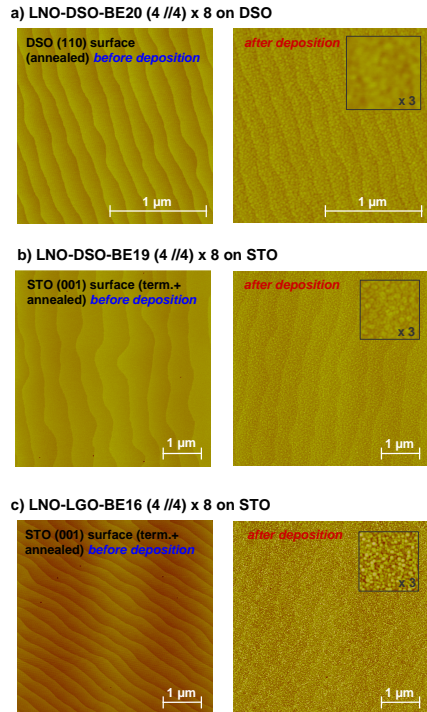 a) LNO-DSO-BE20 (4 //4) x 8 on DSO
DSO (110) surface
(annealed) before deposition
1 µm
after deposition
x 3
1 µm
b) LNO-DSO-BE19 (4 //4) x 8 on STO
STO (001) surface (term.+
annealed) before deposition
1 µm
after deposition
x 3
1 µm
c) LNO-LGO-BE16 (4 //4) x 8 on STO
STO (001) surface (term.+
annealed) before deposition
1 µm
after deposition
x 3
1 µm